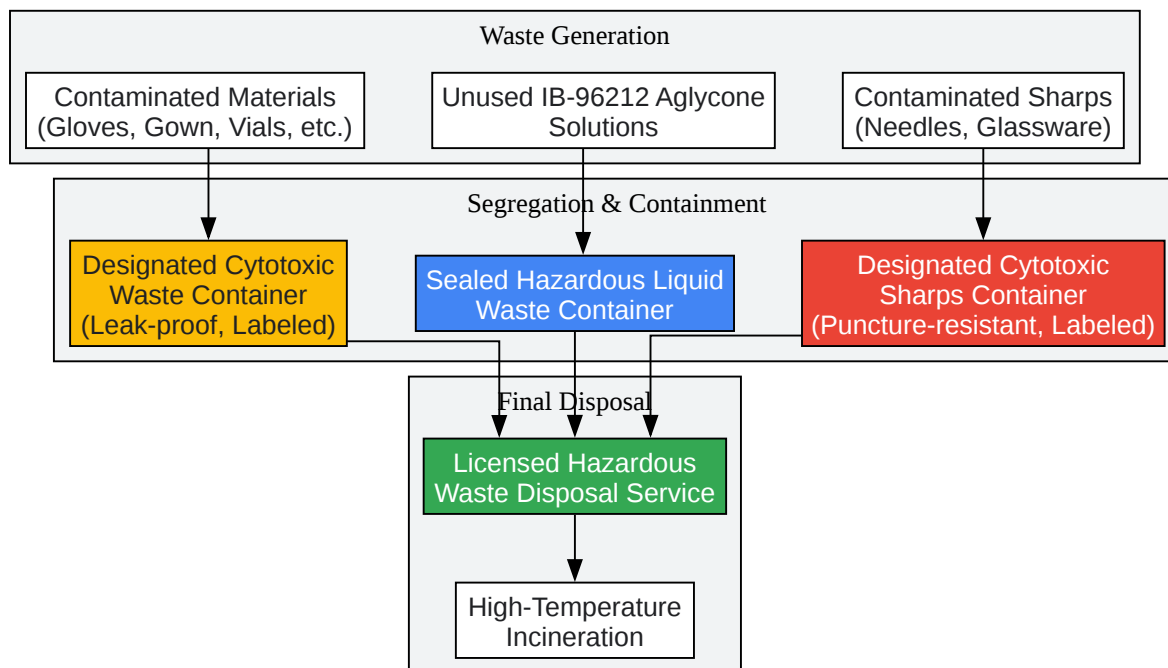 Waste Generation
Contaminated Materials
(Gloves, Gown, Vials, etc.)
Unused IB-96212 Aglycone
Solutions
Contaminated Sharps
(Needles, Glassware)
Segregation & Containment
Designated Cytotoxic
Waste Container
(Leak-proof, Labeled)
Sealed Hazardous Liquid
Waste Container
Designated Cytotoxic
Sharps Container
(Puncture-resistant, Labeled)
Final Disposal
Licensed Hazardous
Waste Disposal Service
High-Temperature
Incineration